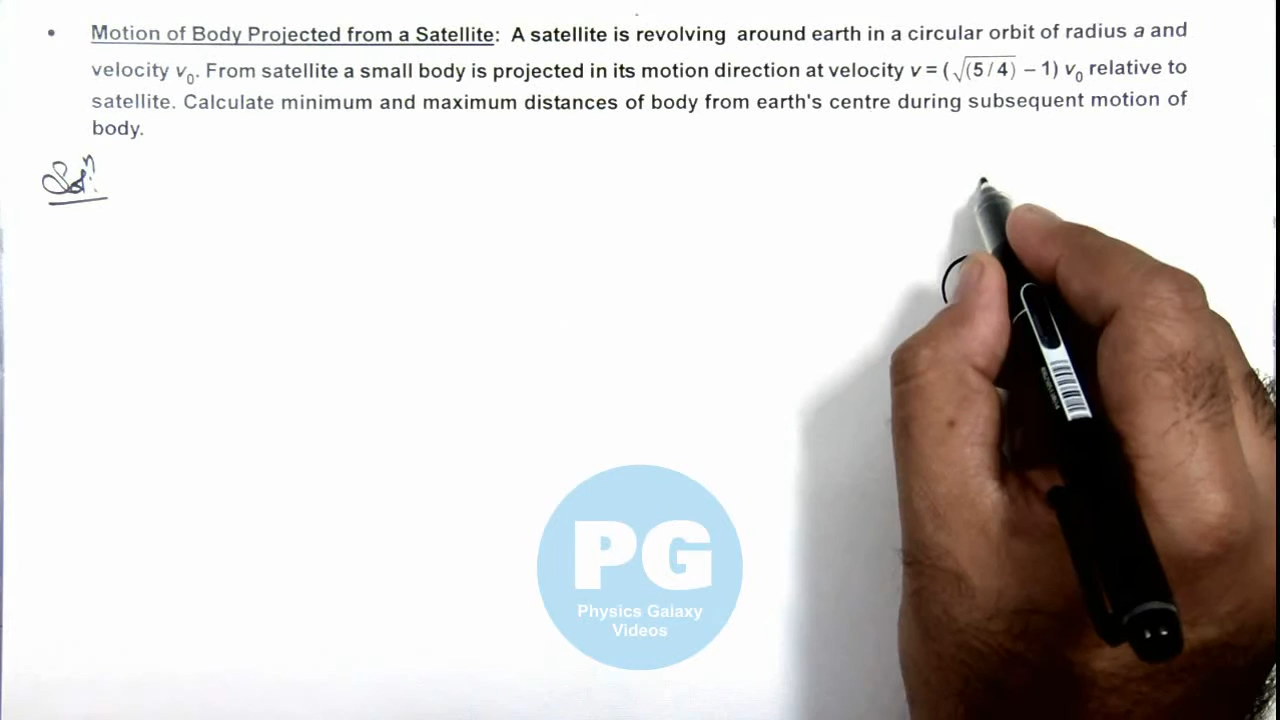 • Motion of Body Projected from a Satellite: A satellite is revolving around earth in a circular orbit of radius a and
velocity v₀. From satellite a small body is projected in its motion direction at velocity v = (√(5/4) – 1) v₀ relative to
satellite. Calculate minimum and maximum distances of body from earth's centre during subsequent motion of
body.
Solⁿ:
PG
Physics Galaxy
Videos